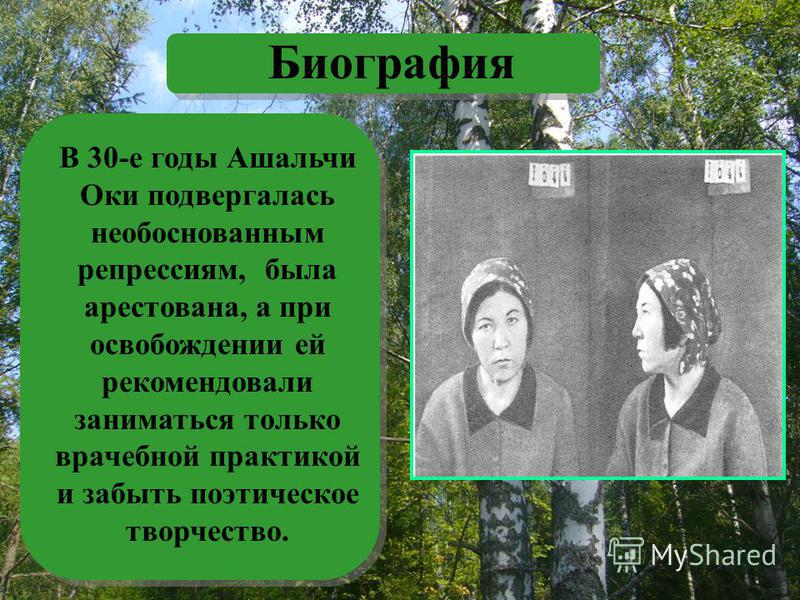 Биография
В 30-е годы Ашальчи
Оки подвергалась
необоснованным
репрессиям, была
арестована, а при
освобождении ей
рекомендовали
заниматься только
врачебной практикой
и забыть поэтическое
творчество.
MyShared